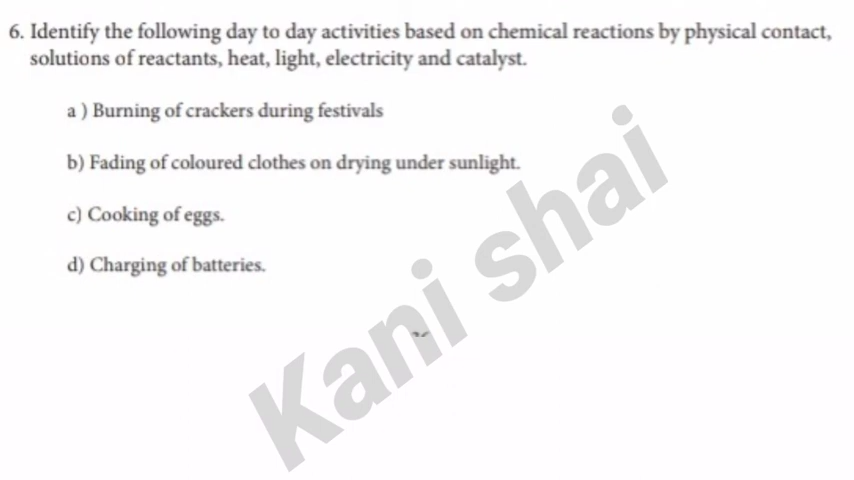 6. Identify the following day to day activities based on chemical reactions by physical contact,
solutions of reactants, heat, light, electricity and catalyst.
a ) Burning of crackers during festivals
b) Fading of coloured clothes on drying under sunlight.
c) Cooking of eggs.
d) Charging of batteries.
Kani shai